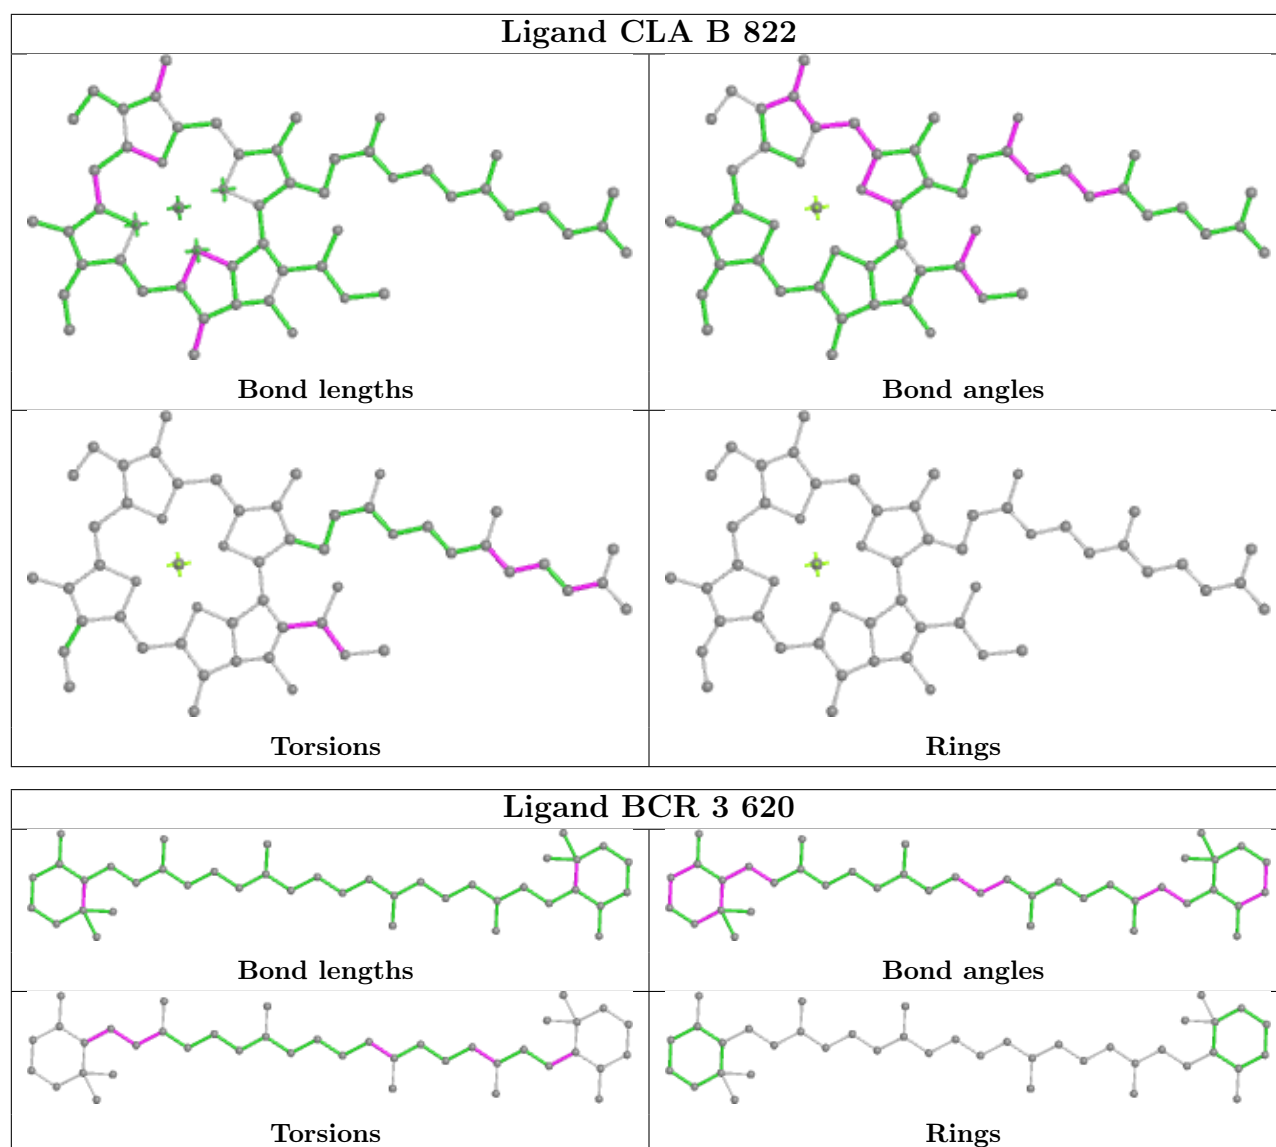 Ligand CLA B 822
Bond lengths
Bond angles
Torsions
Rings
Ligand BCR 3 620
Bond lengths
Bond angles
Torsions
Rings